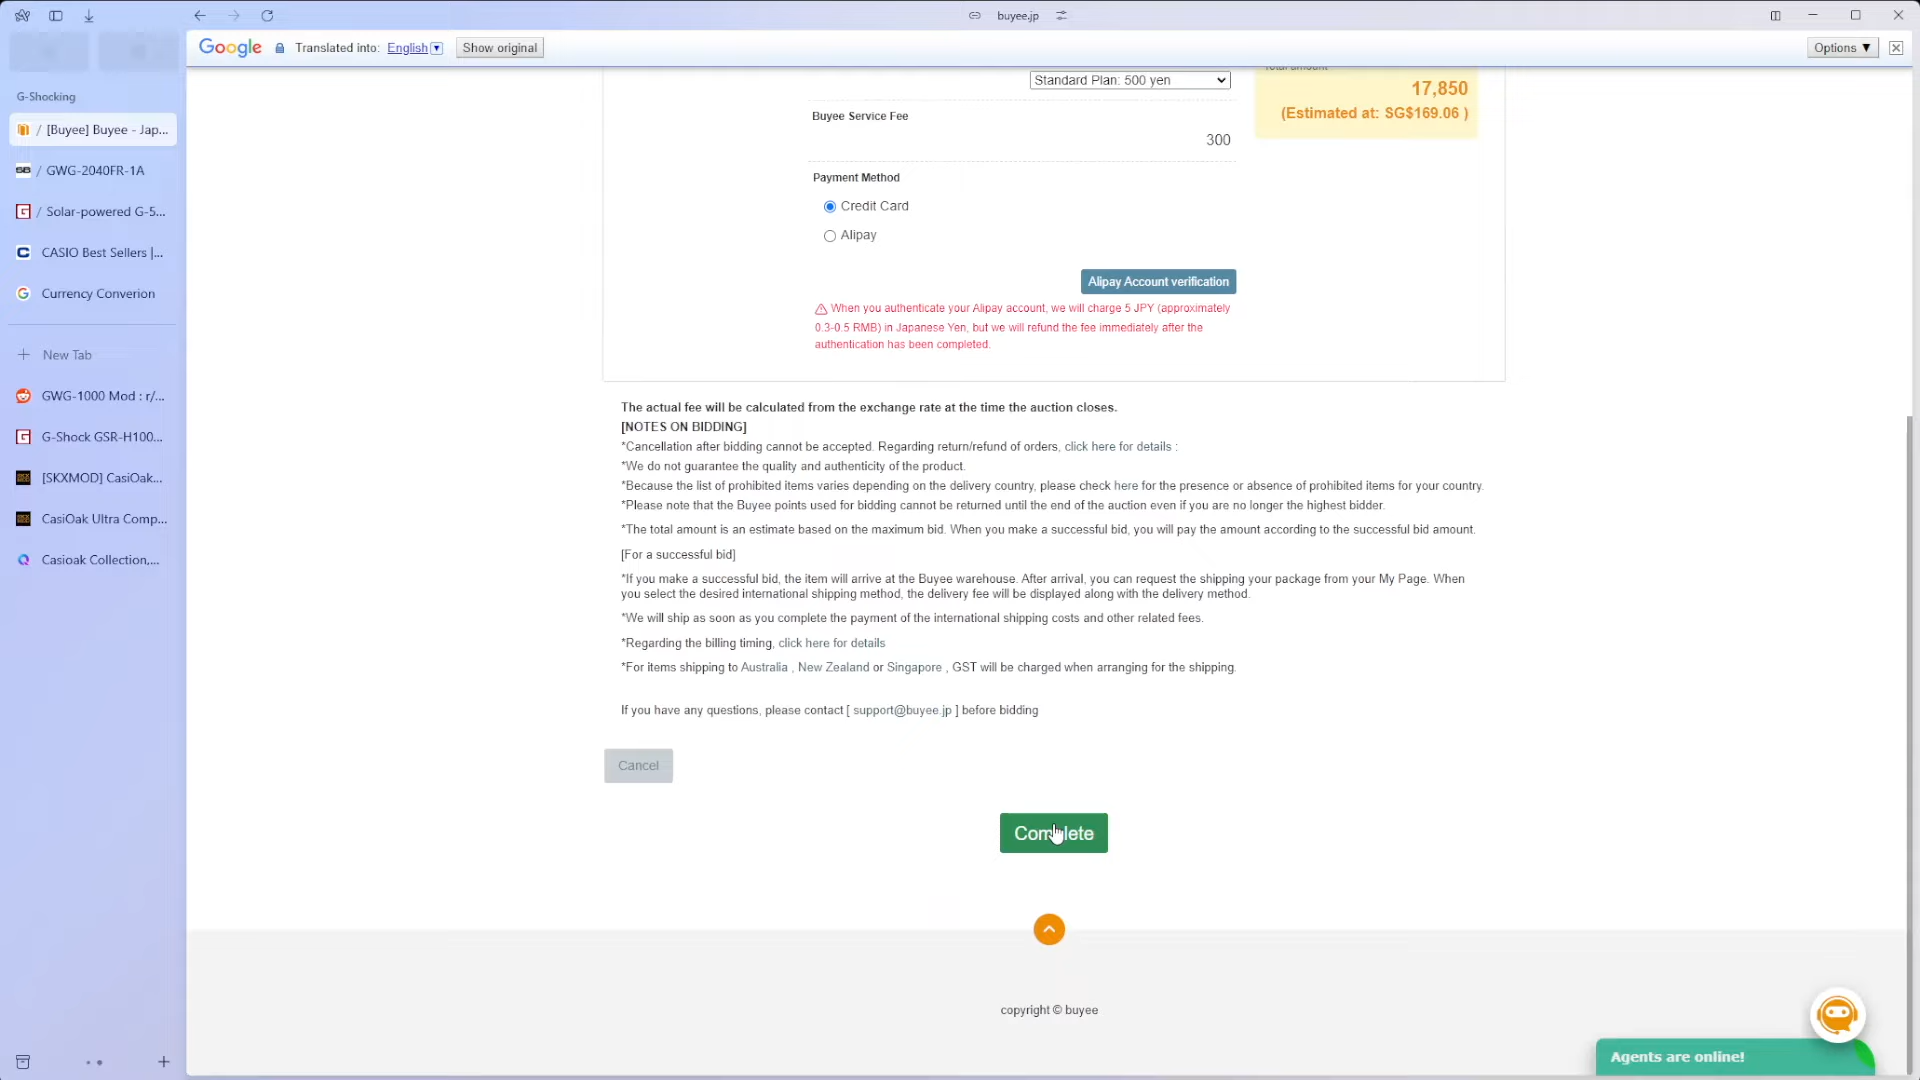 buyee.jp
Google Translated into: English ▼ Show original Options ▼
G-Shocking
/ [Buyee] Buyee - Jap...
/ GWG-2040FR-1A
/ Solar-powered G-5...
CASIO Best Sellers |...
Currency Converion
New Tab
GWG-1000 Mod : r/...
G-Shock GSR-H100...
[SKXMOD] CasiOak...
CasiOak Ultra Comp...
Casioak Collection,...
Standard Plan: 500 yen
Buyee Service Fee
300
Payment Method
Credit Card
Alipay
Alipay Account verification
When you authenticate your Alipay account, we will charge 5 JPY (approximately
0.3-0.5 RMB) in Japanese Yen, but we will refund the fee immediately after the
authentication has been completed.
Total amount
17,850
(Estimated at: SG$169.06 )
The actual fee will be calculated from the exchange rate at the time the auction closes.
[NOTES ON BIDDING]
*Cancellation after bidding cannot be accepted. Regarding return/refund of orders, click here for details :
*We do not guarantee the quality and authenticity of the product.
*Because the list of prohibited items varies depending on the delivery country, please check here for the presence or absence of prohibited items for your country.
*Please note that the Buyee points used for bidding cannot be returned until the end of the auction even if you are no longer the highest bidder.
*The total amount is an estimate based on the maximum bid. When you make a successful bid, you will pay the amount according to the successful bid amount.
[For a successful bid]
*If you make a successful bid, the item will arrive at the Buyee warehouse. After arrival, you can request the shipping your package from your My Page. When
you select the desired international shipping method, the delivery fee will be displayed along with the delivery method.
*We will ship as soon as you complete the payment of the international shipping costs and other related fees.
*Regarding the billing timing, click here for details
*For items shipping to Australia , New Zealand or Singapore , GST will be charged when arranging for the shipping.
If you have any questions, please contact [ support@buyee.jp ] before bidding
Cancel
Complete
copyright © buyee
Agents are online!